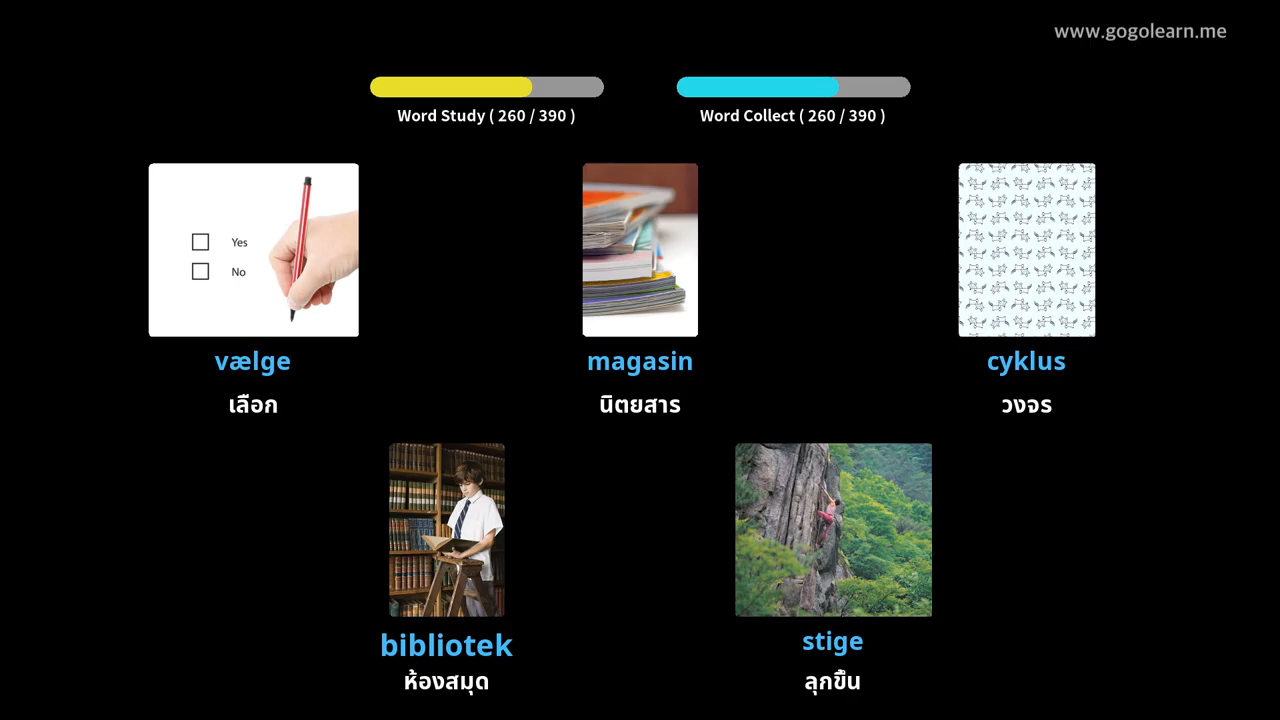 www.gogolearn.me
Word Study ( 260 / 390 )
Word Collect ( 260 / 390 )
Yes
No
vælge
magasin
cyklus
เลือก
นิตยสาร
วงจร
bibliotek
stige
ห้องสมุด
ลุกขึ้น